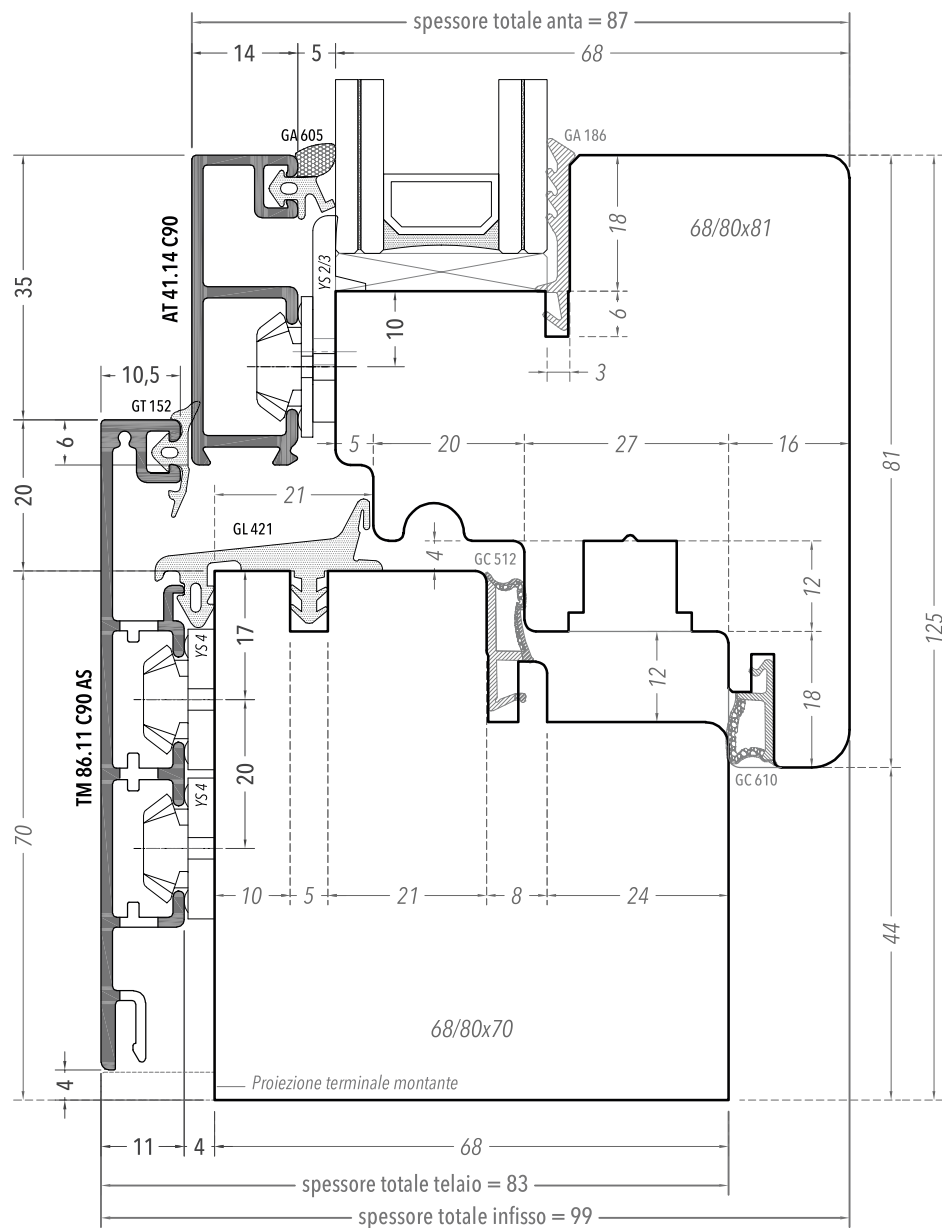 spessore totale anta = 87
14
5
68
GA 605
GA 186
AT 41.14 C90
YS 2/3
18
68/80x81
35
10
6
3
10,5
GT 152
6
20
5
20
27
16
81
21
GL 421
4
GC 512
12
125
17
YS 4
12
18
TM 86.11 C90 AS
20
YS 4
GC 610
70
10
5
21
8
24
44
68/80x70
4
Proiezione terminale montante
11
4
68
spessore totale telaio = 83
spessore totale infisso = 99